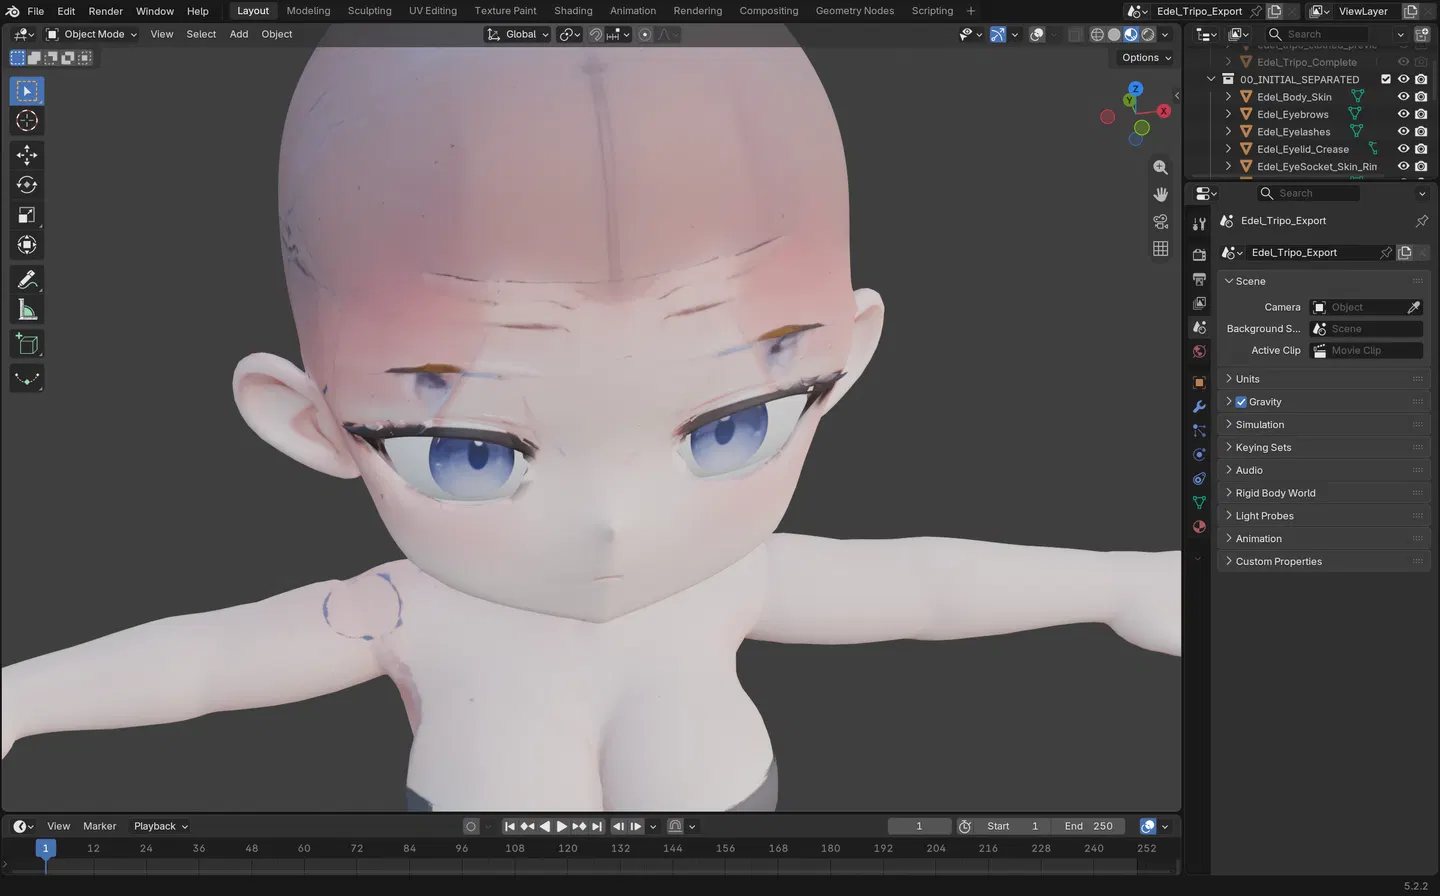 File Edit Render Window Help Layout Modeling Sculpting UV Editing Texture Paint Shading Animation Rendering Compositing Geometry Nodes Scripting Edel_Tripo_Export ViewLayer
Object Mode View Select Add Object Global Search
Options
Edel_Tripo_Complete
00_INITIAL_SEPARATED
Edel_Body_Skin
Edel_Eyebrows
Edel_Eyelashes
Edel_Eyelid_Crease
Edel_EyeSocket_Skin_Rim
Z
Y
X
Search
Edel_Tripo_Export
Edel_Tripo_Export
Scene
Camera Object
Background S... Scene
Active Clip Movie Clip
Units
Gravity
Simulation
Keying Sets
Audio
Rigid Body World
Light Probes
Animation
Custom Properties
View Marker Playback 1 Start 1 End 250
1 12 24 36 48 60 72 84 96 108 120 132 144 156 168 180 192 204 216 228 240 252
5.2.2